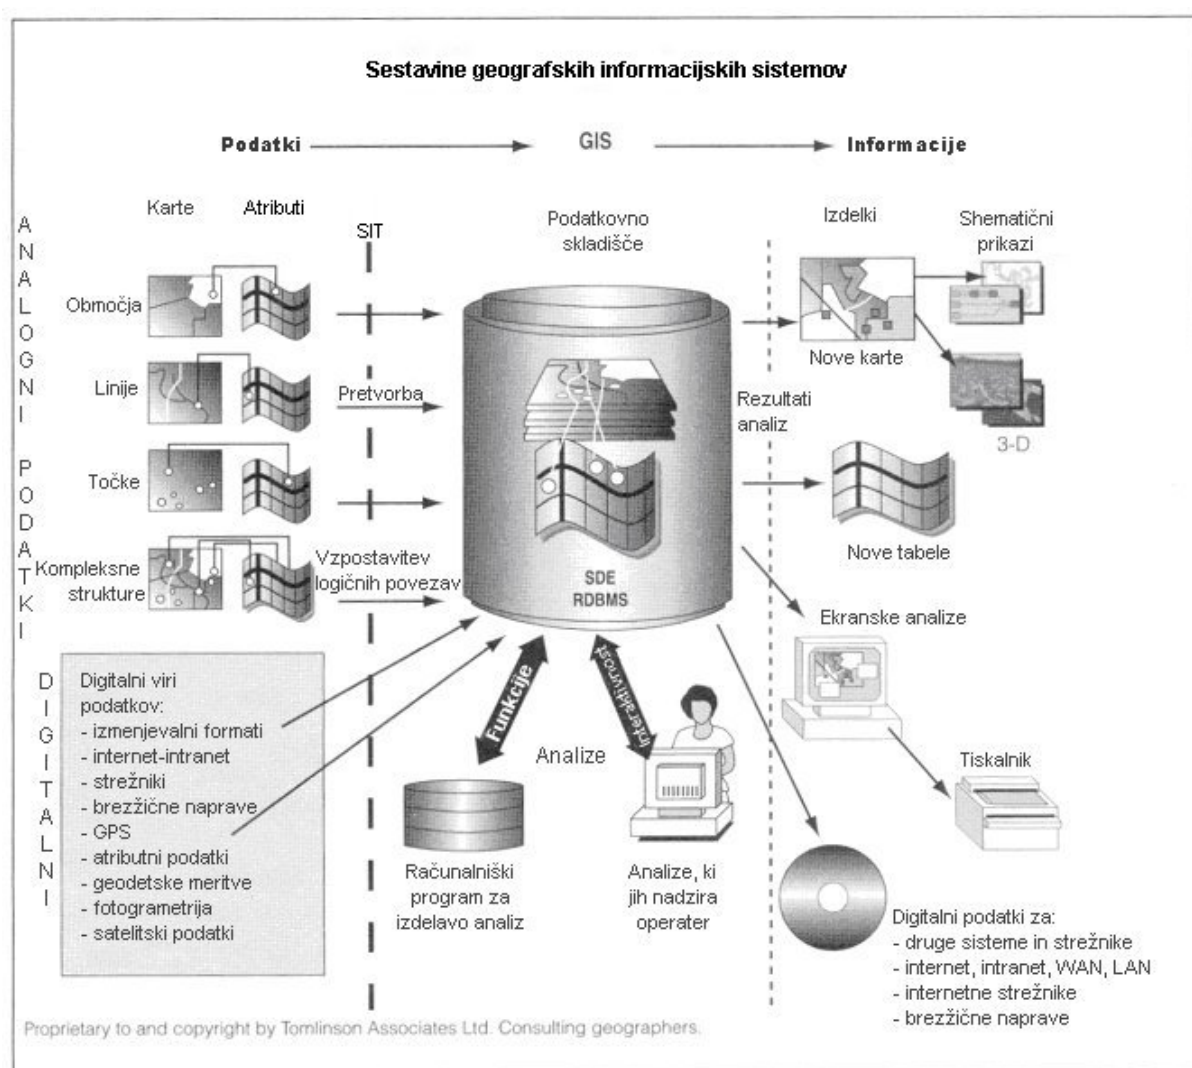 Sestavine geografskih informacijskih sistemov
Podatki
GIS
Informacije
ANALOGNI PODATKI
Karte
Atributi
SIT
Območja
Linije
Pretvorba
Točke
Kompleksne
strukture
Vzpostavitev
logičnih povezav
DIGITALNI
Digitalni viri
podatkov:
- izmenjevalni formati
- internet-intranet
- strežniki
- brezžične naprave
- GPS
- atributni podatki
- geodetske meritve
- fotogrametrija
- satelitski podatki
Podatkovno
skladišče
SDE
RDBMS
Funkcije
Interaktivnost
Analize
Računalniški
program za
izdelavo analiz
Analize, ki
jih nadzira
operater
Izdelki
Shematični
prikazi
Nove karte
3-D
Rezultati
analiz
Nove tabele
Ekranske analize
Tiskalnik
Digitalni podatki za:
- druge sisteme in strežnike
- internet, intranet, WAN, LAN
- internetne strežnike
- brezžične naprave
Proprietary to and copyright by Tomlinson Associates Ltd. Consulting geographers.